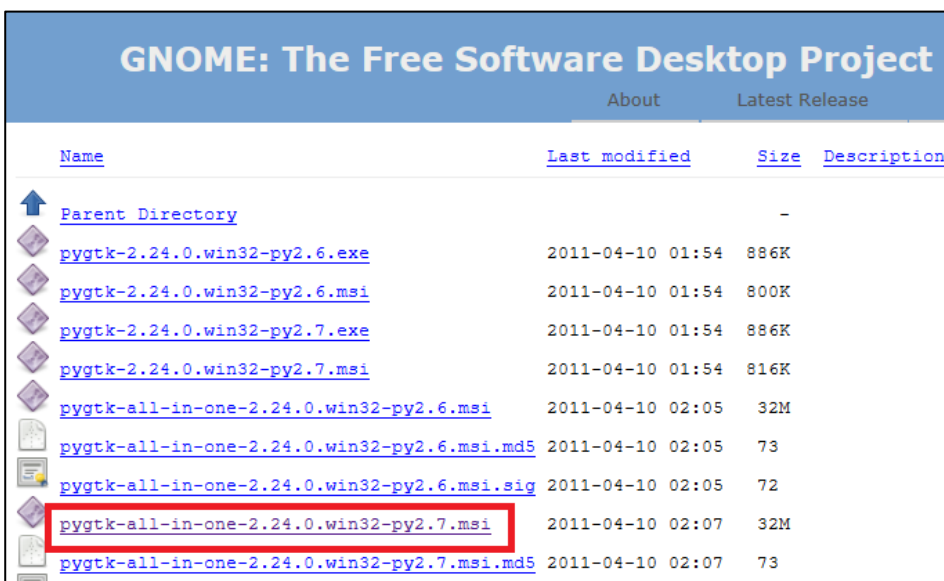 GNOME: The Free Software Desktop Project
About Latest Release
Name Last modified Size Description
Parent Directory -
pygtk-2.24.0.win32-py2.6.exe 2011-04-10 01:54 886K
pygtk-2.24.0.win32-py2.6.msi 2011-04-10 01:54 800K
pygtk-2.24.0.win32-py2.7.exe 2011-04-10 01:54 886K
pygtk-2.24.0.win32-py2.7.msi 2011-04-10 01:54 816K
pygtk-all-in-one-2.24.0.win32-py2.6.msi 2011-04-10 02:05 32M
pygtk-all-in-one-2.24.0.win32-py2.6.msi.md5 2011-04-10 02:05 73
pygtk-all-in-one-2.24.0.win32-py2.6.msi.sig 2011-04-10 02:05 72
pygtk-all-in-one-2.24.0.win32-py2.7.msi 2011-04-10 02:07 32M
pygtk-all-in-one-2.24.0.win32-py2.7.msi.md5 2011-04-10 02:07 73